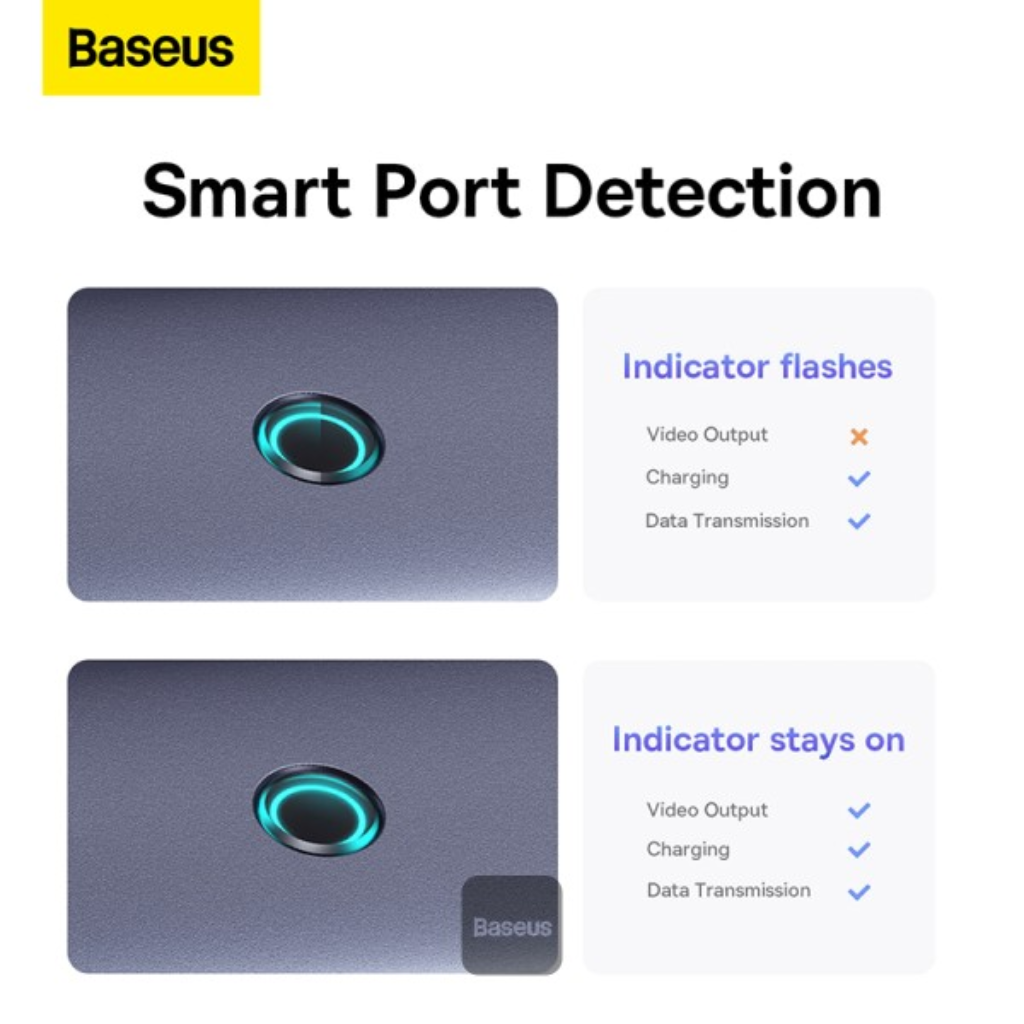 Baseus
Smart Port Detection
Indicator flashes
Video Output
Charging
Data Transmission
Indicator stays on
Video Output
Charging
Data Transmission
Baseus